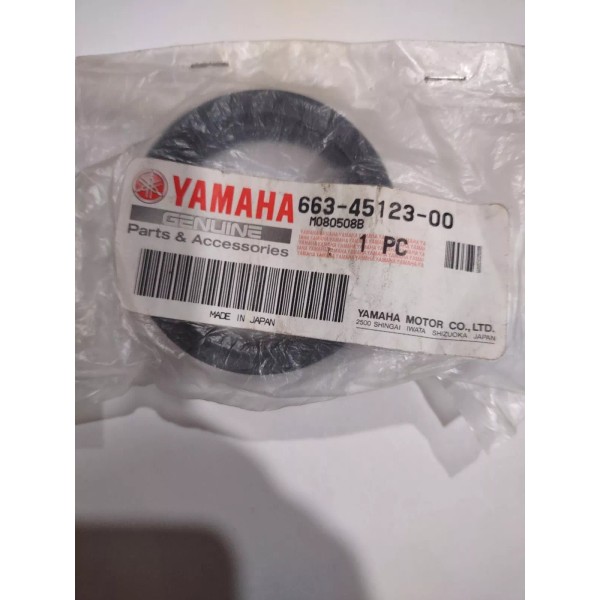 YAMAHA 663-45123-00
GENUINE M080508B
Parts & Accessories 1 PC
MADE IN JAPAN
YAMAHA MOTOR CO., LTD.
2500 SHINGAI IWATA SHIZUOKA JAPAN